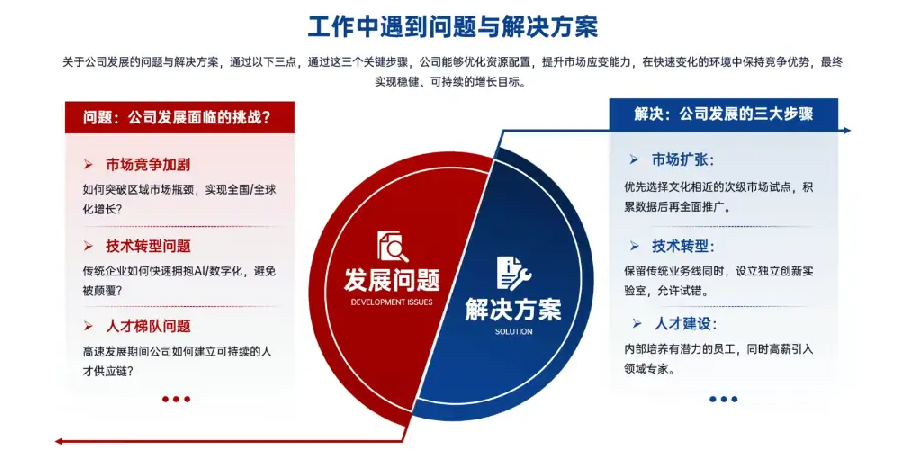 工作中遇到问题与解决方案
关于公司发展的问题与解决方案，通过以下三点，通过这三个关键步骤，公司能够优化资源配置，提升市场应变能力，在快速变化的环境中保持竞争优势，最终
实现稳健、可持续的增长目标。
问题：公司发展面临的挑战？
市场竞争加剧
如何突破区域市场瓶颈，实现全国/全球
化增长？
技术转型问题
传统企业如何快速拥抱AI/数字化，避免
被颠覆？
人才梯队问题
高速发展期间公司如何建立可持续的人
才供应链？
发展问题
DEVELOPMENT ISSUES
解决方案
SOLUTION
解决：公司发展的三大步骤
市场扩张：
优先选择文化相近的次级市场试点，积
累数据后再全面推广。
技术转型：
保留传统业务线同时，设立独立创新实
验室，允许试错。
人才建设：
内部培养有潜力的员工，同时高薪引入
领域专家。